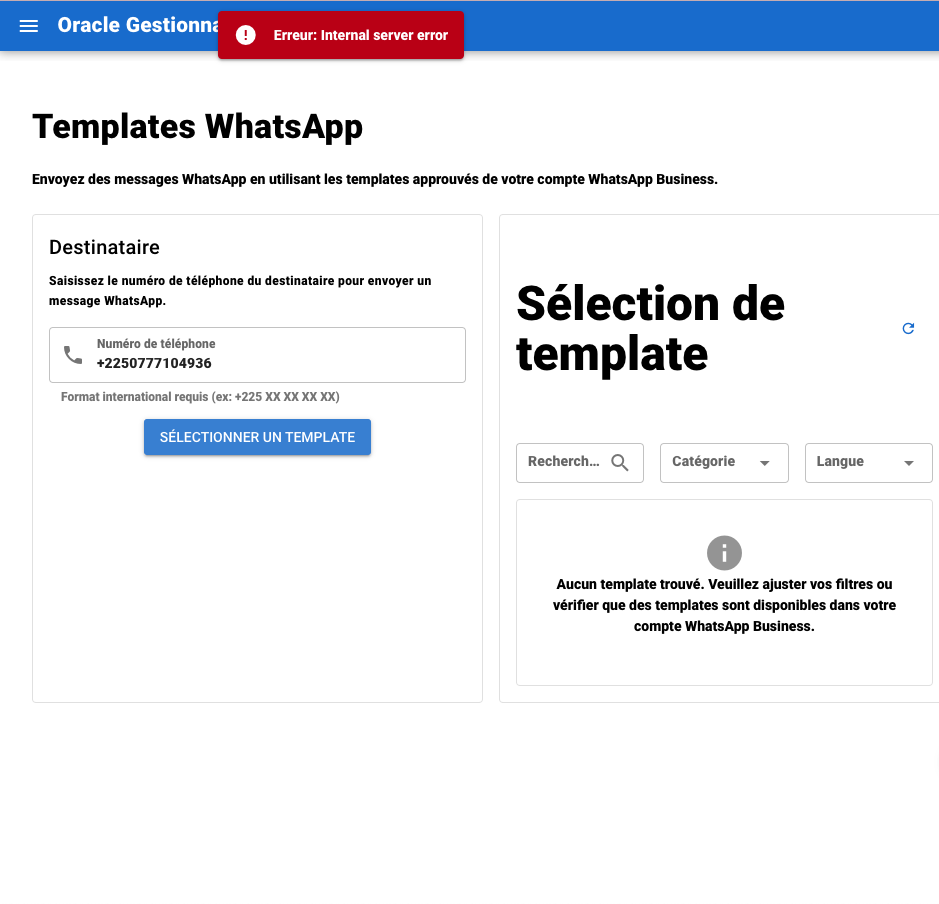 Oracle Gestionna
Erreur: Internal server error
Templates WhatsApp
Envoyez des messages WhatsApp en utilisant les templates approuvés de votre compte WhatsApp Business.
Destinataire
Saisissez le numéro de téléphone du destinataire pour envoyer un
message WhatsApp.
Numéro de téléphone
+2250777104936
Format international requis (ex: +225 XX XX XX XX)
SÉLECTIONNER UN TEMPLATE
Sélection de
template
Recherch...
Catégorie
Langue
Aucun template trouvé. Veuillez ajuster vos filtres ou
vérifier que des templates sont disponibles dans votre
compte WhatsApp Business.